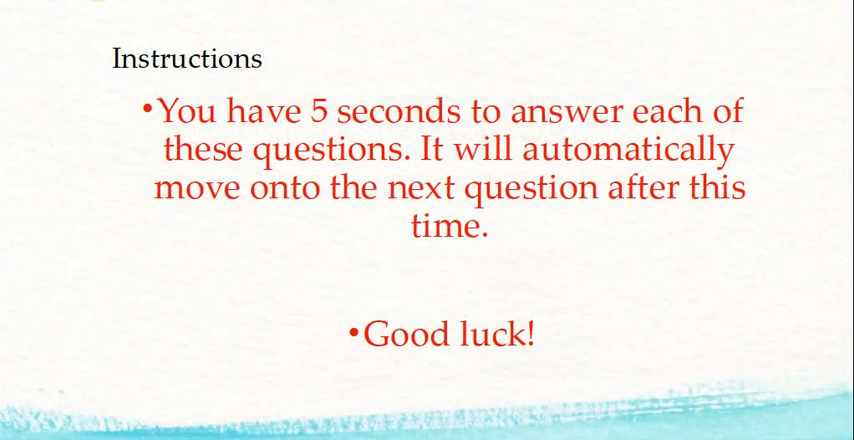 Instructions
•You have 5 seconds to answer each of
these questions. It will automatically
move onto the next question after this
time.
•Good luck!